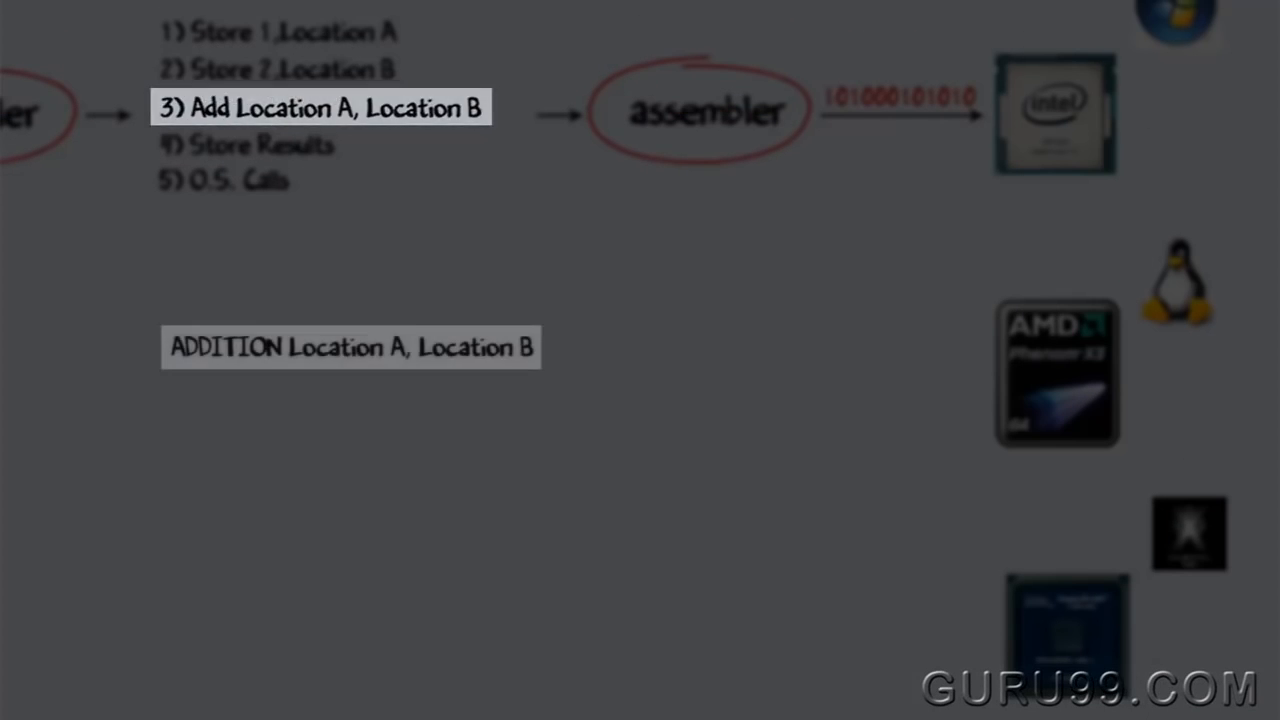 1) Store 1,Location A
2) Store 2,Location B
3) Add Location A, Location B
4) Store Results
5) O.S. Calls
ler
assembler
101000101010
intel
ADDITION Location A, Location B
AMD
Phenom X3
64
GURU99.COM